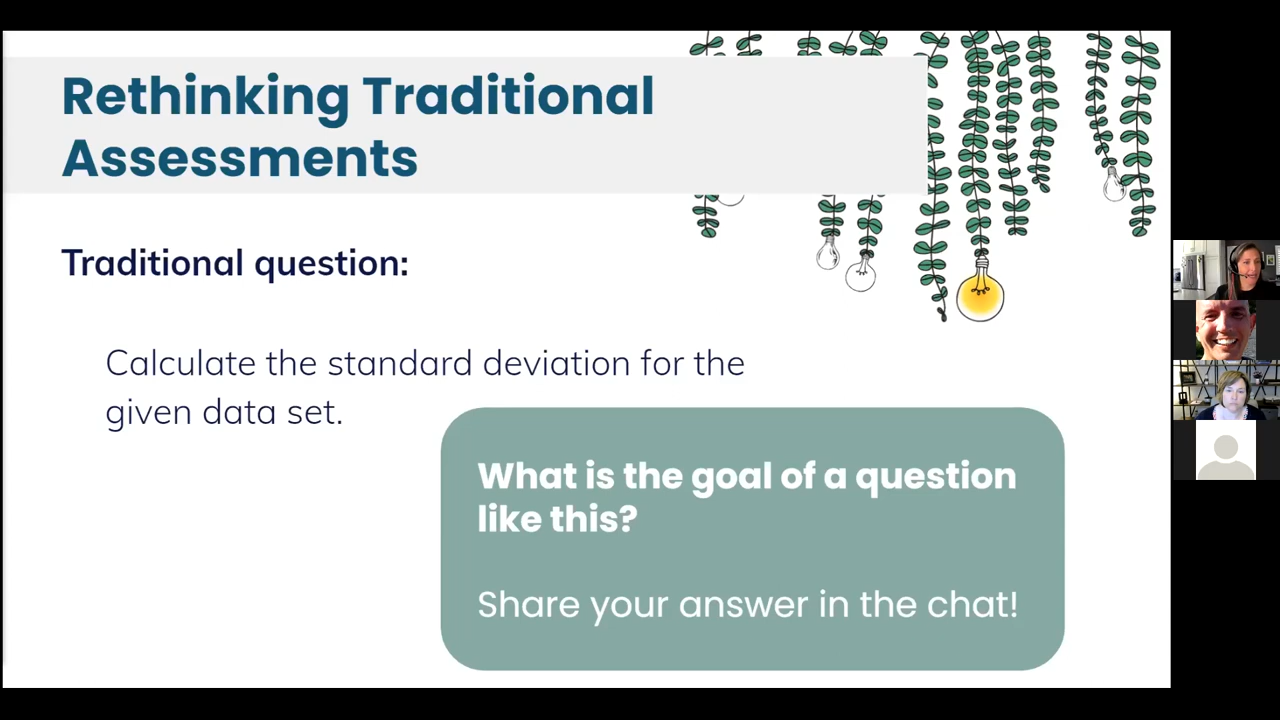 Rethinking Traditional
Assessments
Traditional question:
Calculate the standard deviation for the
given data set.
What is the goal of a question
like this?
Share your answer in the chat!